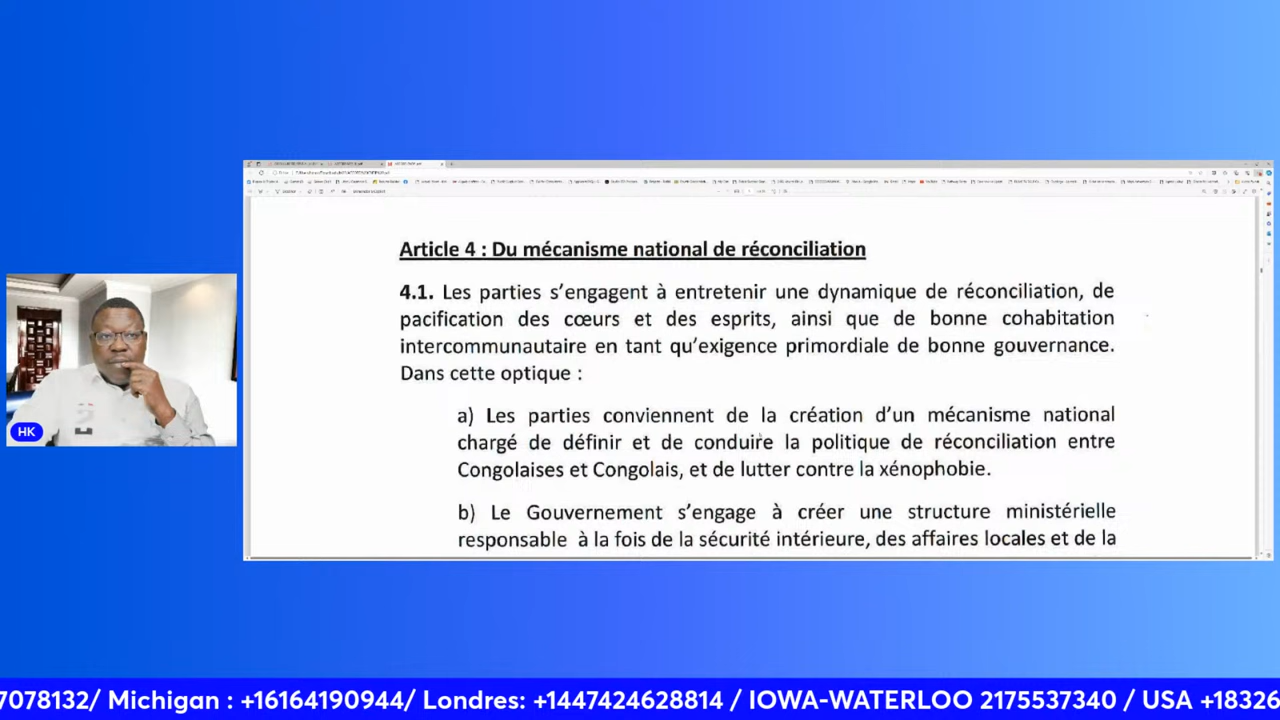 Article 4 : Du mécanisme national de réconciliation
4.1. Les parties s’engagent à entretenir une dynamique de réconciliation, de
pacification des cœurs et des esprits, ainsi que de bonne cohabitation
intercommunautaire en tant qu’exigence primordiale de bonne gouvernance.
Dans cette optique :
a) Les parties conviennent de la création d’un mécanisme national
chargé de définir et de conduire la politique de réconciliation entre
Congolaises et Congolais, et de lutter contre la xénophobie.
b) Le Gouvernement s’engage à créer une structure ministérielle
responsable à la fois de la sécurité intérieure, des affaires locales et de la
HK
7078132/ Michigan : +16164190944/ Londres: +1447424628814 / IOWA-WATERLOO 2175537340 / USA +18326